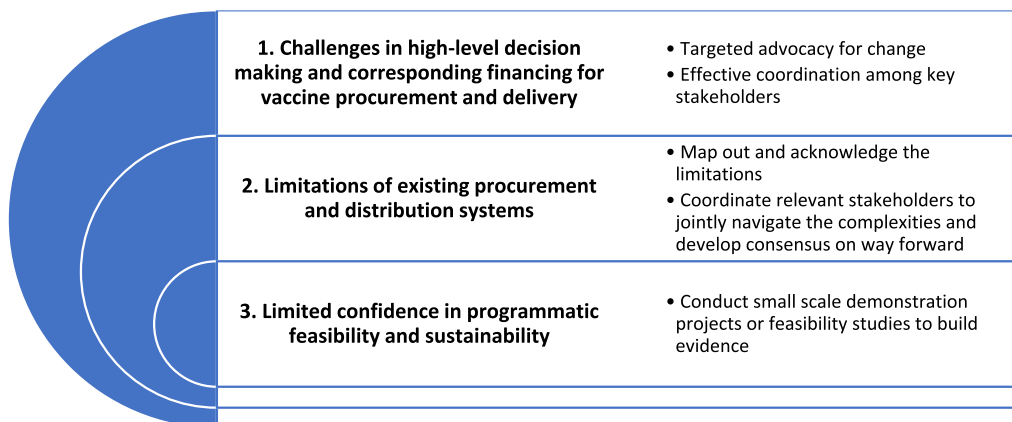 1. Challenges in high-level decision
making and corresponding financing for
vaccine procurement and delivery
• Targeted advocacy for change
• Effective coordination among key
stakeholders
2. Limitations of existing procurement
and distribution systems
• Map out and acknowledge the
limitations
• Coordinate relevant stakeholders to
jointly navigate the complexities and
develop consensus on way forward
3. Limited confidence in programmatic
feasibility and sustainability
• Conduct small scale demonstration
projects or feasibility studies to build
evidence